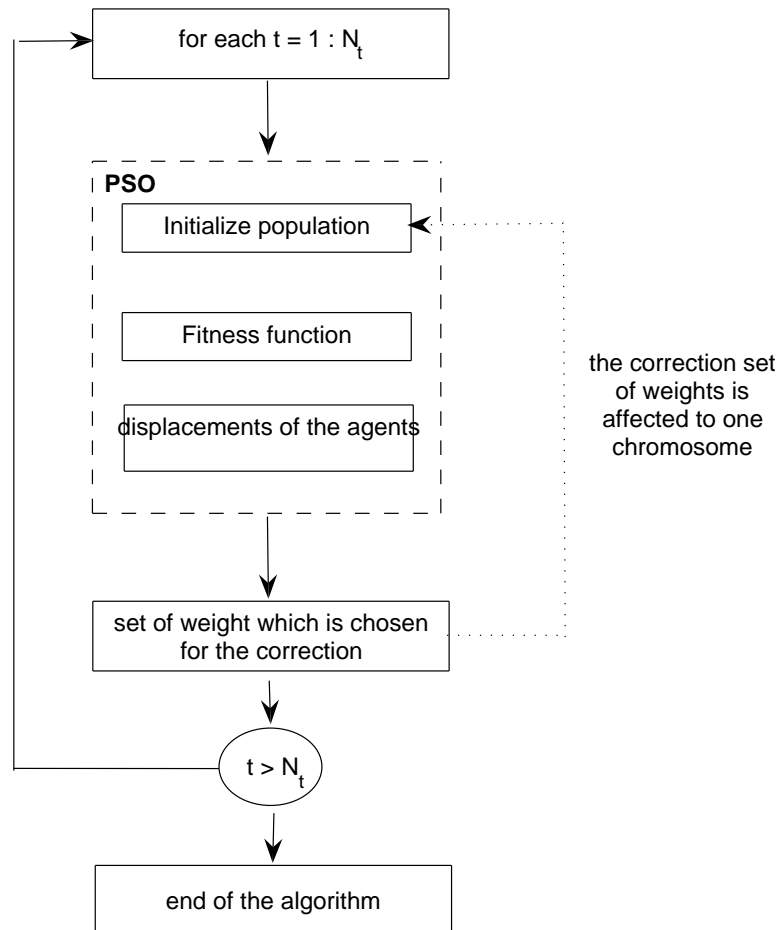 for each t = 1 : N_t
PSO
Initialize population
Fitness function
displacements of the agents
the correction set
of weights is
affected to one
chromosome
set of weight which is chosen
for the correction
t > N_t
end of the algorithm